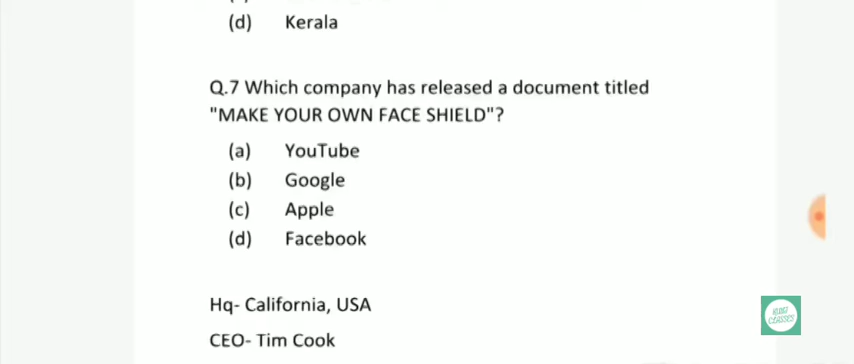 (d) Kerala
Q.7 Which company has released a document titled
"MAKE YOUR OWN FACE SHIELD"?
(a) YouTube
(b) Google
(c) Apple
(d) Facebook
Hq- California, USA
CEO- Tim Cook
CLASSES